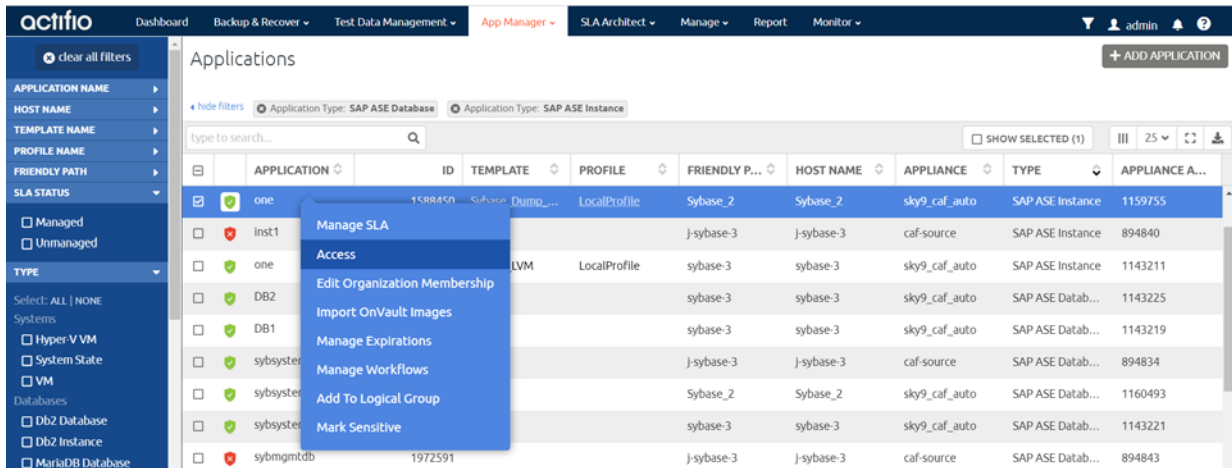 actifio Dashboard Backup & Recover Test Data Management App Manager SLA Architect Manage Report Monitor admin
clear all filters
Applications
+ ADD APPLICATION
APPLICATION NAME
HOST NAME
TEMPLATE NAME
PROFILE NAME
FRIENDLY PATH
SLA STATUS
Managed
Unmanaged
TYPE
Select: ALL | NONE
Systems
Hyper-V VM
System State
VM
Databases
Db2 Database
Db2 Instance
MariaDB Database
hide filters Application Type: SAP ASE Database Application Type: SAP ASE Instance
type to search... SHOW SELECTED (1) 25
APPLICATION ID TEMPLATE PROFILE FRIENDLY P... HOST NAME APPLIANCE TYPE APPLIANCE A...
one 1588450 Sybase_Dump_... LocalProfile Sybase_2 Sybase_2 sky9_caf_auto SAP ASE Instance 1159755
inst1 j-sybase-3 j-sybase-3 caf-source SAP ASE Instance 894840
one LVM LocalProfile sybase-3 sybase-3 sky9_caf_auto SAP ASE Instance 1143211
DB2 sybase-3 sybase-3 sky9_caf_auto SAP ASE Datab... 1143225
DB1 sybase-3 sybase-3 sky9_caf_auto SAP ASE Datab... 1143219
sybsyster j-sybase-3 j-sybase-3 caf-source SAP ASE Datab... 894834
sybsyster Sybase_2 Sybase_2 sky9_caf_auto SAP ASE Datab... 1160493
sybsyster sybase-3 sybase-3 sky9_caf_auto SAP ASE Datab... 1143221
sybmgmtdb 1972591 j-sybase-3 j-sybase-3 caf-source SAP ASE Datab... 894843
Manage SLA
Access
Edit Organization Membership
Import OnVault Images
Manage Expirations
Manage Workflows
Add To Logical Group
Mark Sensitive